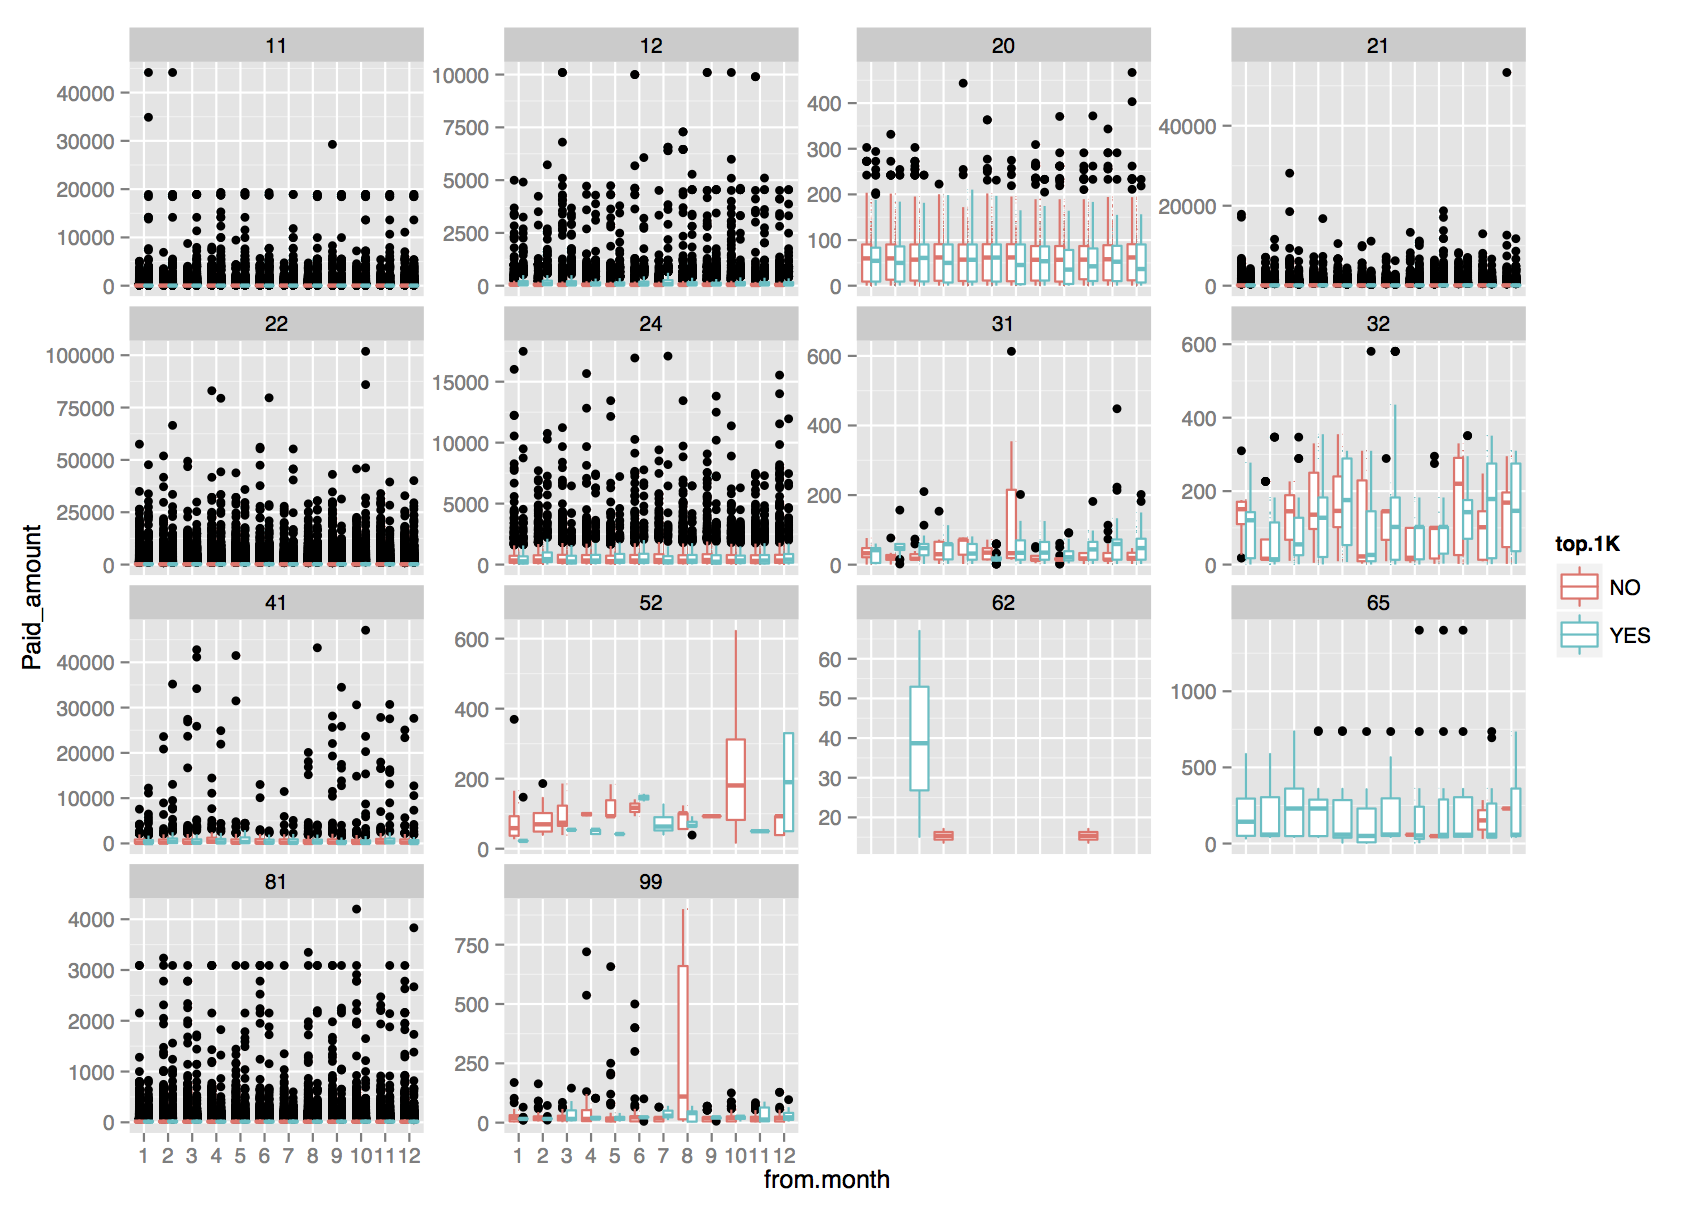 11 12 20 21
40000 30000 20000 10000 0
10000 7500 5000 2500 0
400 300 200 100 0
40000 20000 0
22 24 31 32
100000 75000 50000 25000 0
15000 10000 5000 0
600 400 200 0
600 400 200 0
41 52 62 65
40000 30000 20000 10000 0
600 400 200 0
60 50 40 30 20
1000 500 0
81 99
4000 3000 2000 1000 0
750 500 250 0
1 2 3 4 5 6 7 8 9 10 11 12
1 2 3 4 5 6 7 8 9 10 11 12
from.month
Paid_amount
top.1K
NO
YES